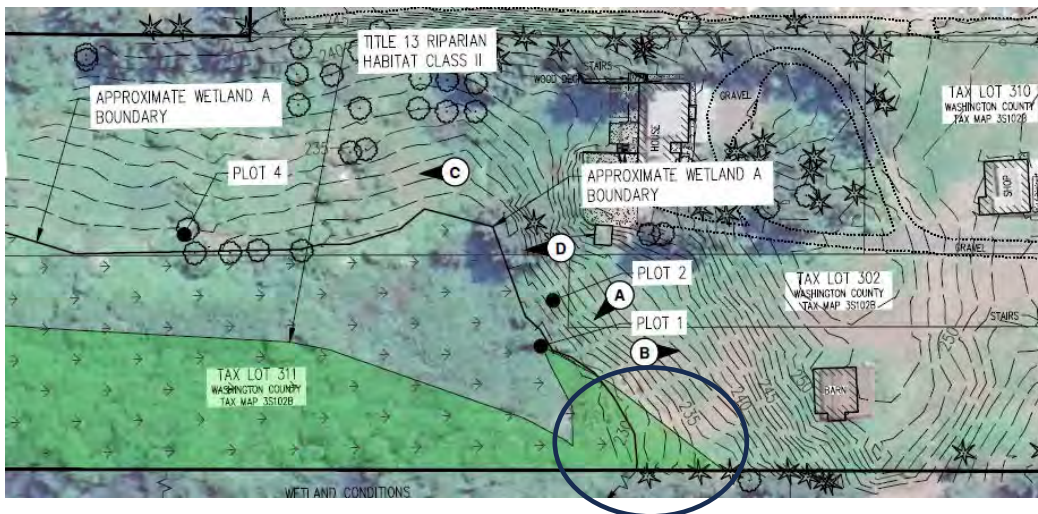 245
240
TITLE 13 RIPARIAN
HABITAT CLASS II
STAIRS
WOOD DECK
APPROXIMATE WETLAND A
BOUNDARY
GRAVEL
TAX LOT 310
WASHINGTON COUNTY
TAX MAP 3S102B
HOUSE
235
PLOT 4
C
APPROXIMATE WETLAND A
BOUNDARY
SHOP
D
GRAVEL
PLOT 2
TAX LOT 302
WASHINGTON COUNTY
TAX MAP 3S102B
A
PLOT 1
STAIRS
B
250
TAX LOT 311
WASHINGTON COUNTY
TAX MAP 3S102B
BARN
245
240
235
230
WETLAND CONDITIONS